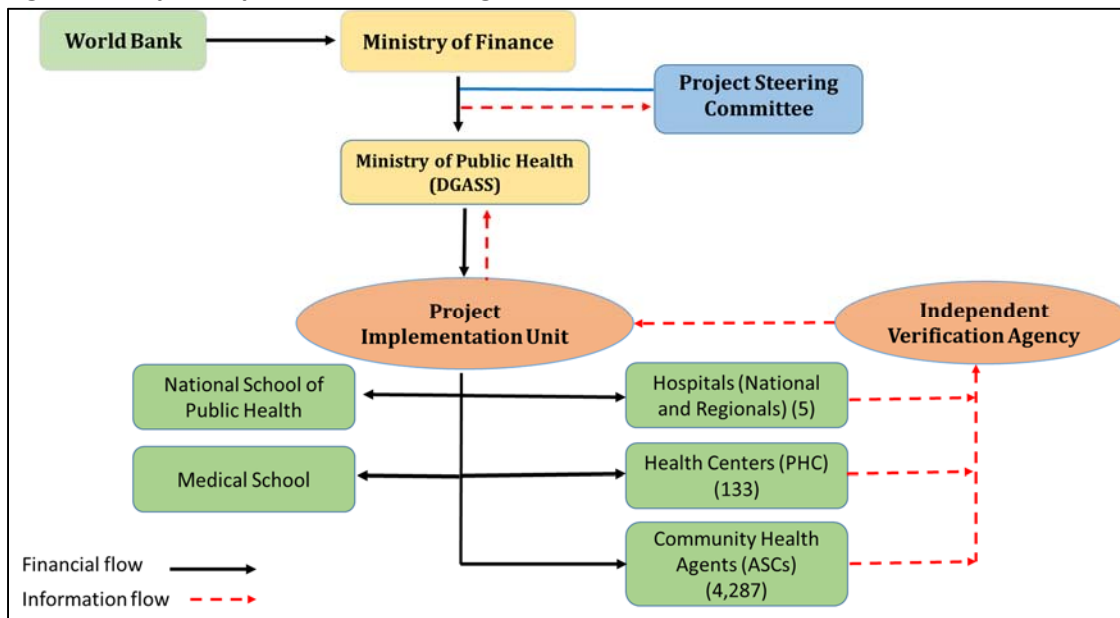 World Bank
Ministry of Finance
Project Steering
Committee
Ministry of Public Health
(DGASS)
Project
Implementation Unit
Independent
Verification Agency
National School of
Public Health
Hospitals (National
and Regionals) (5)
Medical School
Health Centers (PHC)
(133)
Community Health
Agents (ASCs)
(4,287)
Financial flow
Information flow